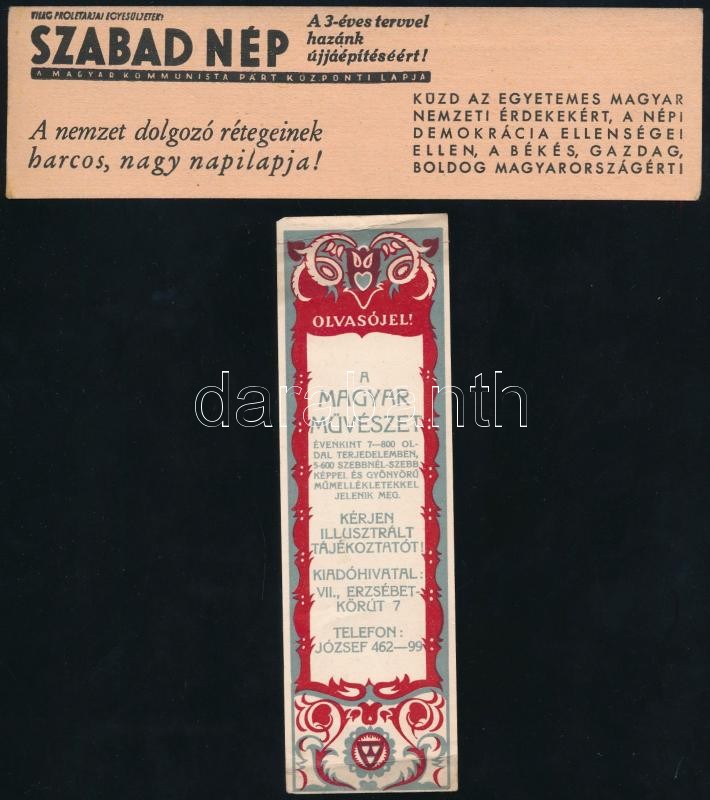 VILÁG PROLETÁRJAI EGYESÜLJETEK!
SZABAD NÉP
A MAGYAR KOMMUNISTA PÁRT KÖZPONTI LAPJA
A 3-éves tervvel
hazánk
újjáépítéséért!
A nemzet dolgozó rétegeinek
harcos, nagy napilapja!
KÜZD AZ EGYETEMES MAGYAR
NEMZETI ÉRDEKEKÉRT, A NÉPI
DEMOKRÁCIA ELLENSÉGEI
ELLEN, A BÉKÉS, GAZDAG,
BOLDOG MAGYARORSZÁGÉRT!
OLVASÓJEL!
A
MAGYAR
MŰVÉSZET
ÉVENKINT 7—800 OL-
DAL TERJEDELEMBEN,
5-600 SZEBBNÉL-SZEBB
KÉPPEL ÉS GYÖNYÖRŰ
MŰMELLÉKLETEKKEL
JELENIK MEG.
KÉRJEN
ILLUSZTRÁLT
TÁJÉKOZTATÓT!
KIADÓHIVATAL:
VII., ERZSÉBET-
KÖRÚT 7
TELEFON:
JÓZSEF 462—99
darabanth